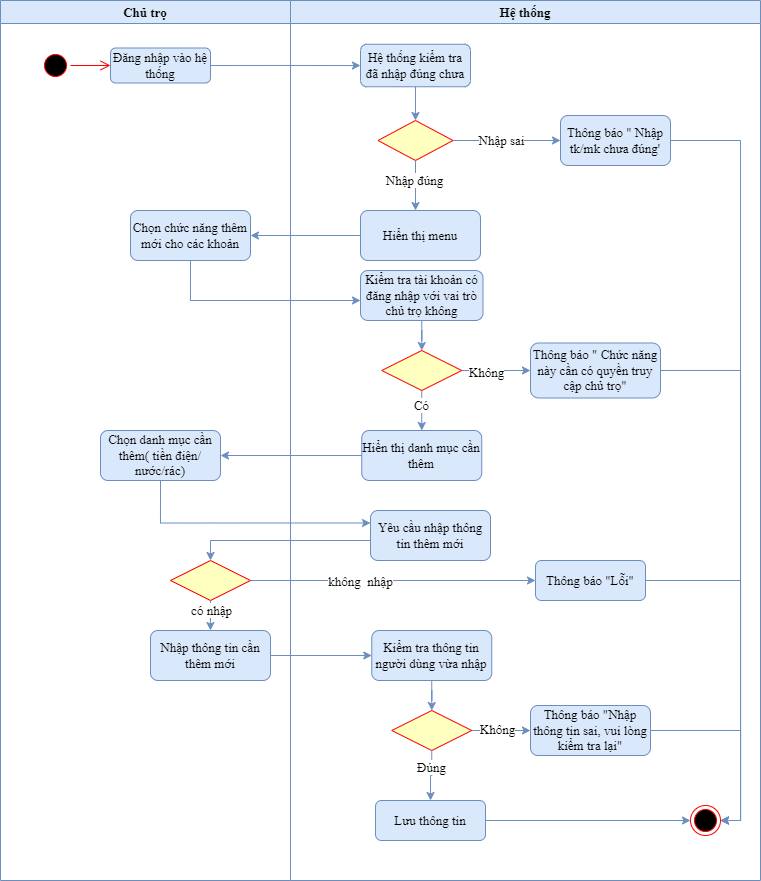 Chủ trọ
Hệ thống
Đăng nhập vào hệ
thống
Hệ thống kiểm tra
đã nhập đúng chưa
Nhập sai
Thông báo " Nhập
tk/mk chưa đúng'
Nhập đúng
Chọn chức năng thêm
mới cho các khoản
Hiển thị menu
Kiểm tra tài khoản có
đăng nhập với vai trò
chủ trọ không
Không
Thông báo " Chức năng
này cần có quyền truy
cập chủ trọ"
Có
Chọn danh mục cần
thêm( tiền điện/
nước/rác)
Hiển thị danh mục cần
thêm
Yêu cầu nhập thông
tin thêm mới
không nhập
Thông báo "Lỗi"
có nhập
Nhập thông tin cần
thêm mới
Kiểm tra thông tin
người dùng vừa nhập
Không
Thông báo "Nhập
thông tin sai, vui lòng
kiểm tra lại"
Đúng
Lưu thông tin